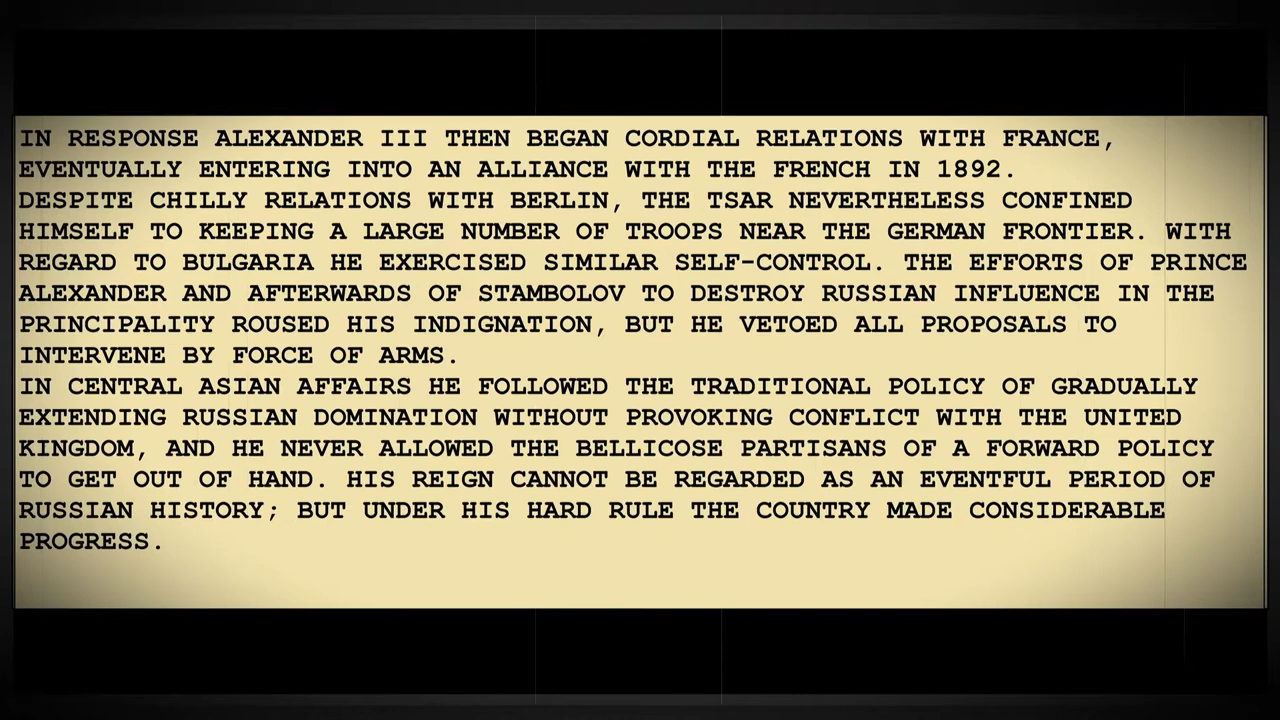 IN RESPONSE ALEXANDER III THEN BEGAN CORDIAL RELATIONS WITH FRANCE,
EVENTUALLY ENTERING INTO AN ALLIANCE WITH THE FRENCH IN 1892.
DESPITE CHILLY RELATIONS WITH BERLIN, THE TSAR NEVERTHELESS CONFINED
HIMSELF TO KEEPING A LARGE NUMBER OF TROOPS NEAR THE GERMAN FRONTIER. WITH
REGARD TO BULGARIA HE EXERCISED SIMILAR SELF-CONTROL. THE EFFORTS OF PRINCE
ALEXANDER AND AFTERWARDS OF STAMBOLOV TO DESTROY RUSSIAN INFLUENCE IN THE
PRINCIPALITY ROUSED HIS INDIGNATION, BUT HE VETOED ALL PROPOSALS TO
INTERVENE BY FORCE OF ARMS.
IN CENTRAL ASIAN AFFAIRS HE FOLLOWED THE TRADITIONAL POLICY OF GRADUALLY
EXTENDING RUSSIAN DOMINATION WITHOUT PROVOKING CONFLICT WITH THE UNITED
KINGDOM, AND HE NEVER ALLOWED THE BELLICOSE PARTISANS OF A FORWARD POLICY
TO GET OUT OF HAND. HIS REIGN CANNOT BE REGARDED AS AN EVENTFUL PERIOD OF
RUSSIAN HISTORY; BUT UNDER HIS HARD RULE THE COUNTRY MADE CONSIDERABLE
PROGRESS.